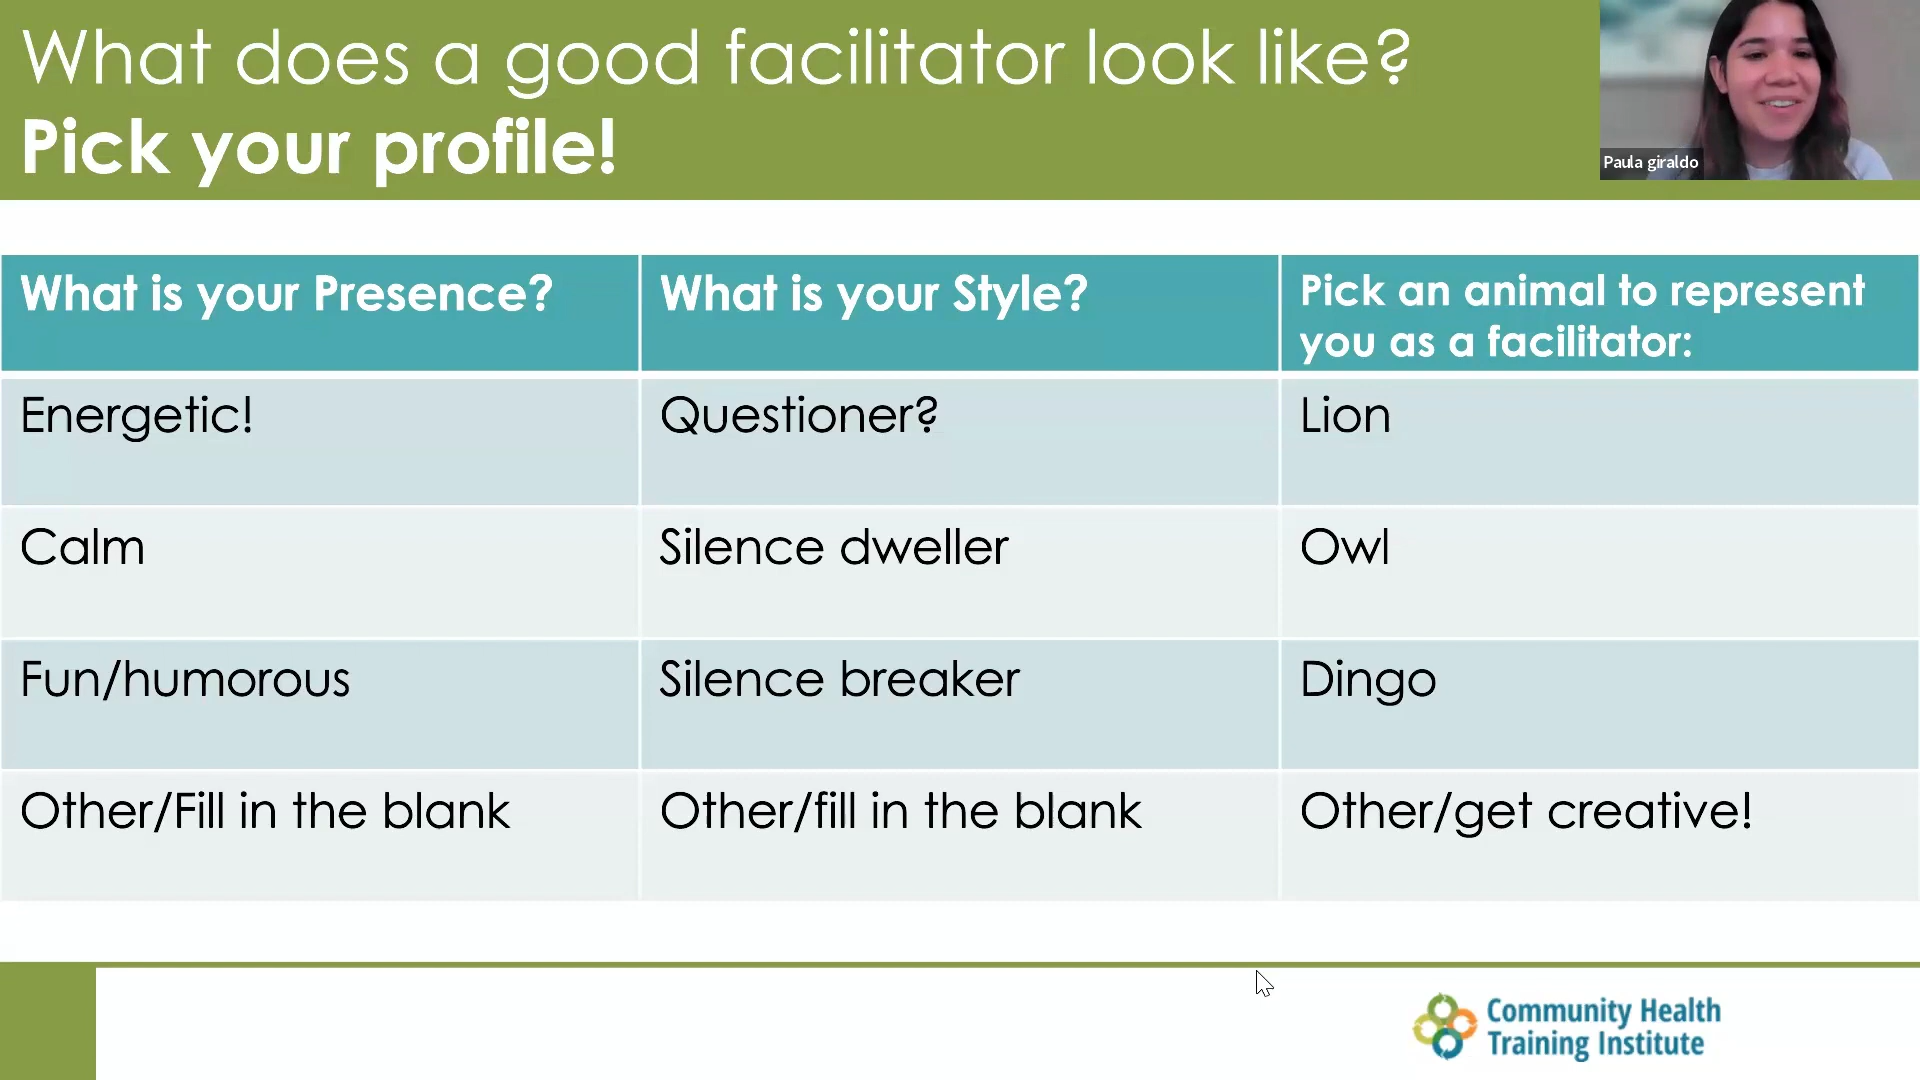 What does a good facilitator look like?
Pick your profile!
Paula giraldo
What is your Presence?
What is your Style?
Pick an animal to represent
you as a facilitator:
Energetic!
Questioner?
Lion
Calm
Silence dweller
Owl
Fun/humorous
Silence breaker
Dingo
Other/Fill in the blank
Other/fill in the blank
Other/get creative!
Community Health
Training Institute